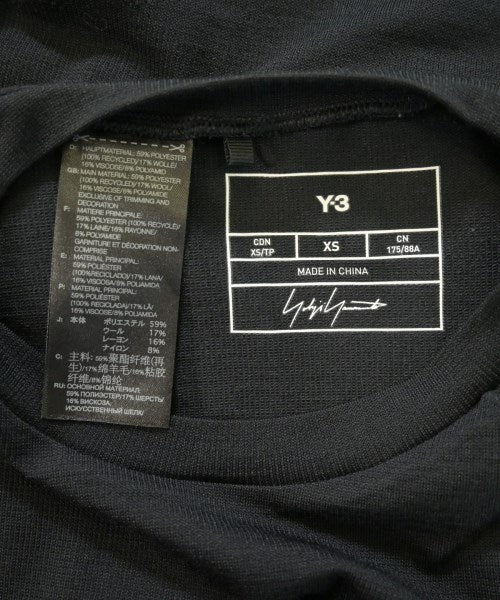 D: HAUPTMATERIAL: 59% POLYESTER
(100% RECYCLED)/17% WOLLE/
16% VISCOSE/8% POLYAMID
GB: MAIN MATERIAL: 59% POLYESTER
(100% RECYCLED)/17% WOOL/
16% VISCOSE/8% POLYAMIDE
EXCLUSIVE OF TRIMMING AND
DECORATION
F: MATIERE PRINCIPALE:
59% POLYESTER (100% RECYCLE)/
17% LAINE/16% RAYONNE/
8% POLYAMIDE
GARNITURE ET DÉCORATION NON-
COMPRISE
E: MATERIAL PRINCIPAL:
59% POLIÉSTER
(100%RECICLADO)/17% LANA/
16% VISCOSA/8% POLIAMIDA
P: MATERIAL PRINCIPAL:
59% POLIÉSTER
(100% RECICLADA)/17% LÃ/
16% VISCOSE/8% POLIAMIDA
J: 本体 ポリエステル 59%
ウール 17%
レーヨン 16%
ナイロン 8%
C: 主料: 59%聚酯纤维(再
生)/17%绵羊毛/16%粘胶
纤维/8%锦纶
RU: ОСНОВНОЙ МАТЕРИАЛ:
59% ПОЛИЭСТЕР/17% ШЕРСТЬ/
16% ВИСКОЗА,
ИСКУССТВЕННЫЙ ШЕЛК/
Y-3
CDN
XS/TP
XS
CN
175/88A
MADE IN CHINA
Yohji Yamamoto